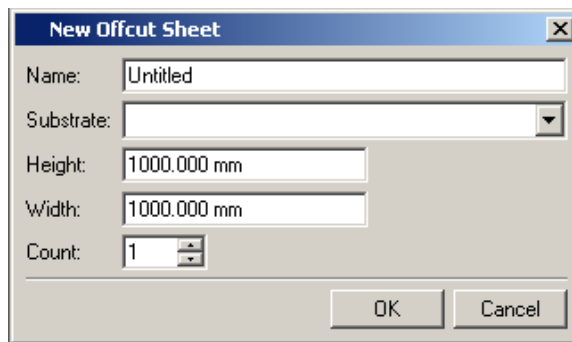 New Offcut Sheet
Name: Untitled
Substrate:
Height: 1000.000 mm
Width: 1000.000 mm
Count: 1
OK Cancel